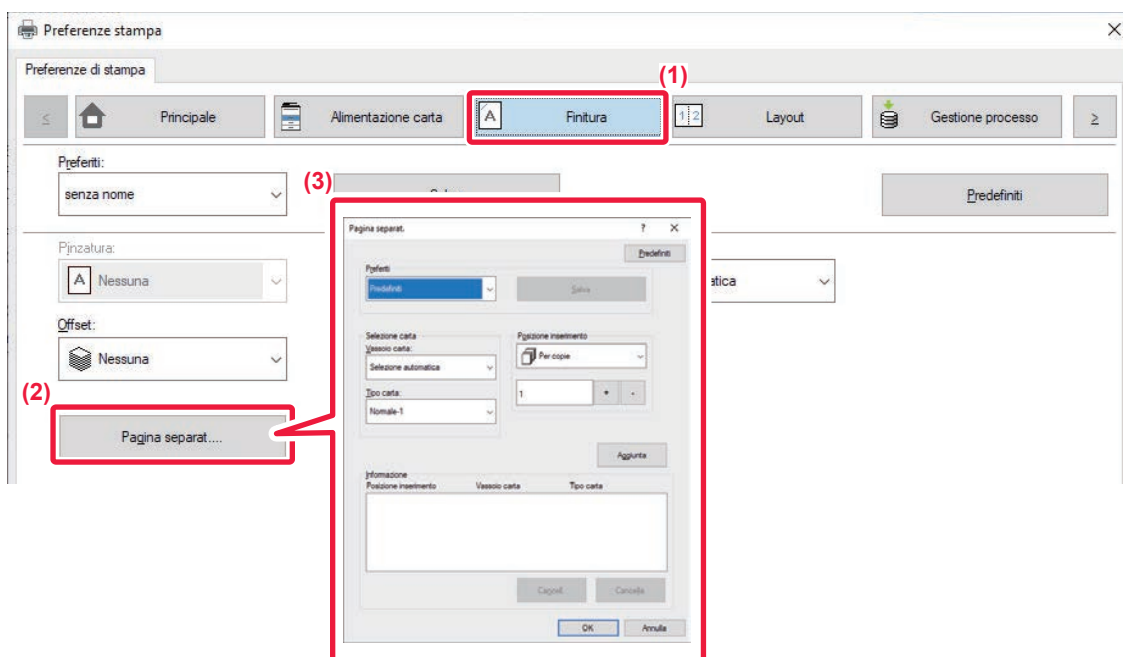 Preferenze stampa
Preferenze di stampa
(1)
Principale
Alimentazione carta
A
Finitura
1 2
Layout
Gestione processo
Preferiti:
senza nome
(3)
Predefiniti
Pinzatura:
A Nessuna
atica
Offset:
Nessuna
(2)
Pagina separat....
Pagina separat.
?
Predefiniti
Preferiti
Predefiniti
Salva
Selezione carta
Posizione inserimento
Vassoio carta:
Per copie
Selezione automatica
Tipo carta:
1
+
-
Normale-1
Aggiunta
Informazione
Posizione inserimento Vassoio carta Tipo carta
Cancella
OK
Annulla